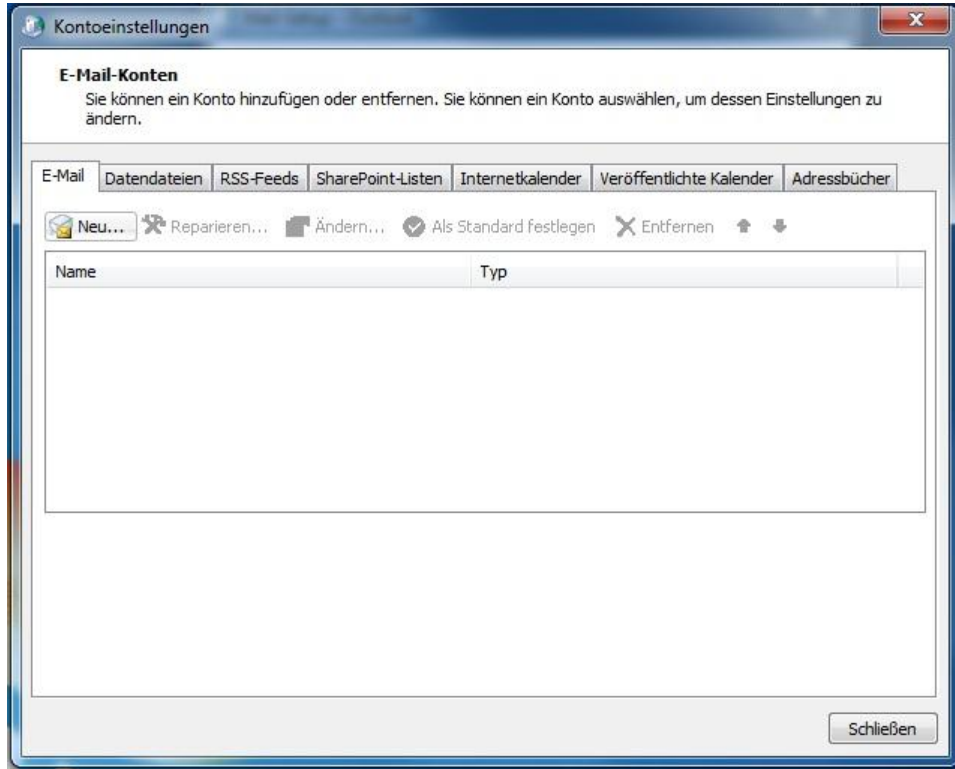 Kontoeinstellungen
E-Mail-Konten
Sie können ein Konto hinzufügen oder entfernen. Sie können ein Konto auswählen, um dessen Einstellungen zu
ändern.
E-Mail Datendateien RSS-Feeds SharePoint-Listen Internetkalender Veröffentlichte Kalender Adressbücher
Neu... Reparieren... Ändern... Als Standard festlegen Entfernen
Name Typ
Schließen